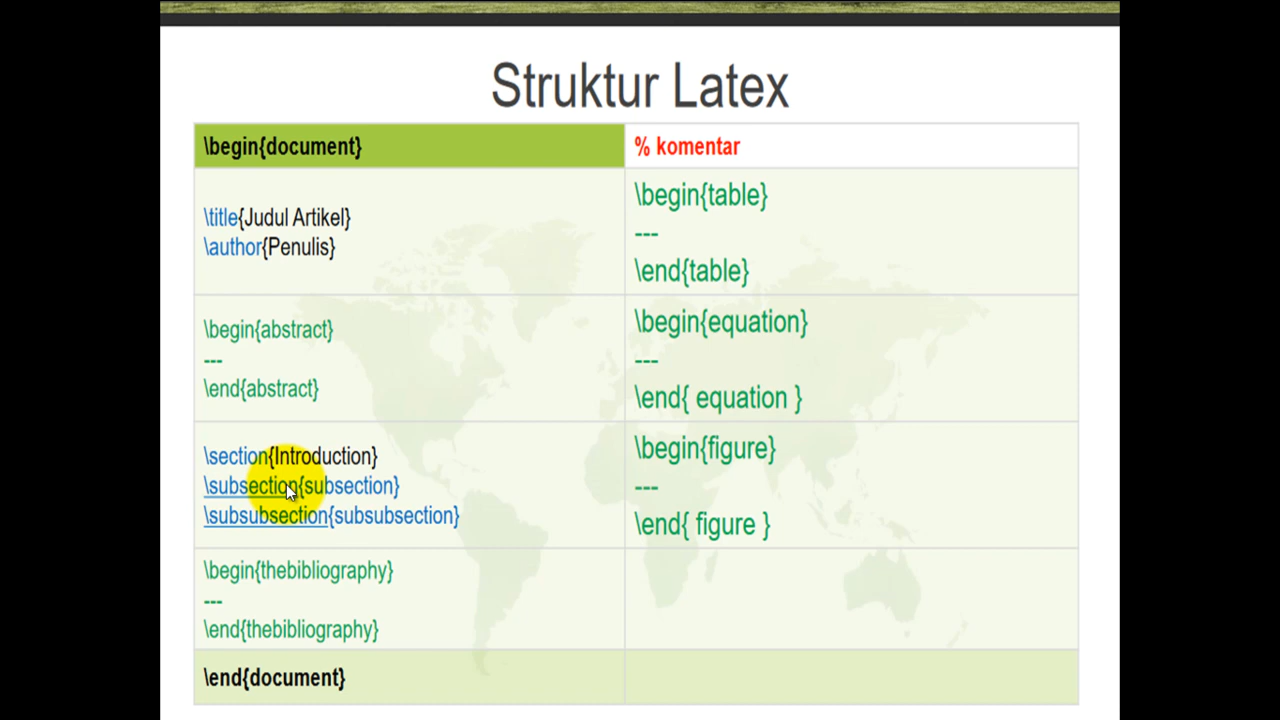 Struktur Latex
\begin{document}
% komentar
\title{Judul Artikel}
\author{Penulis}
\begin{table}
---
\end{table}
\begin{abstract}
---
\end{abstract}
\begin{equation}
---
\end{ equation }
\section{Introduction}
\subsection{subsection}
\subsubsection{subsubsection}
\begin{figure}
---
\end{ figure }
\begin{thebibliography}
---
\end{thebibliography}
\end{document}